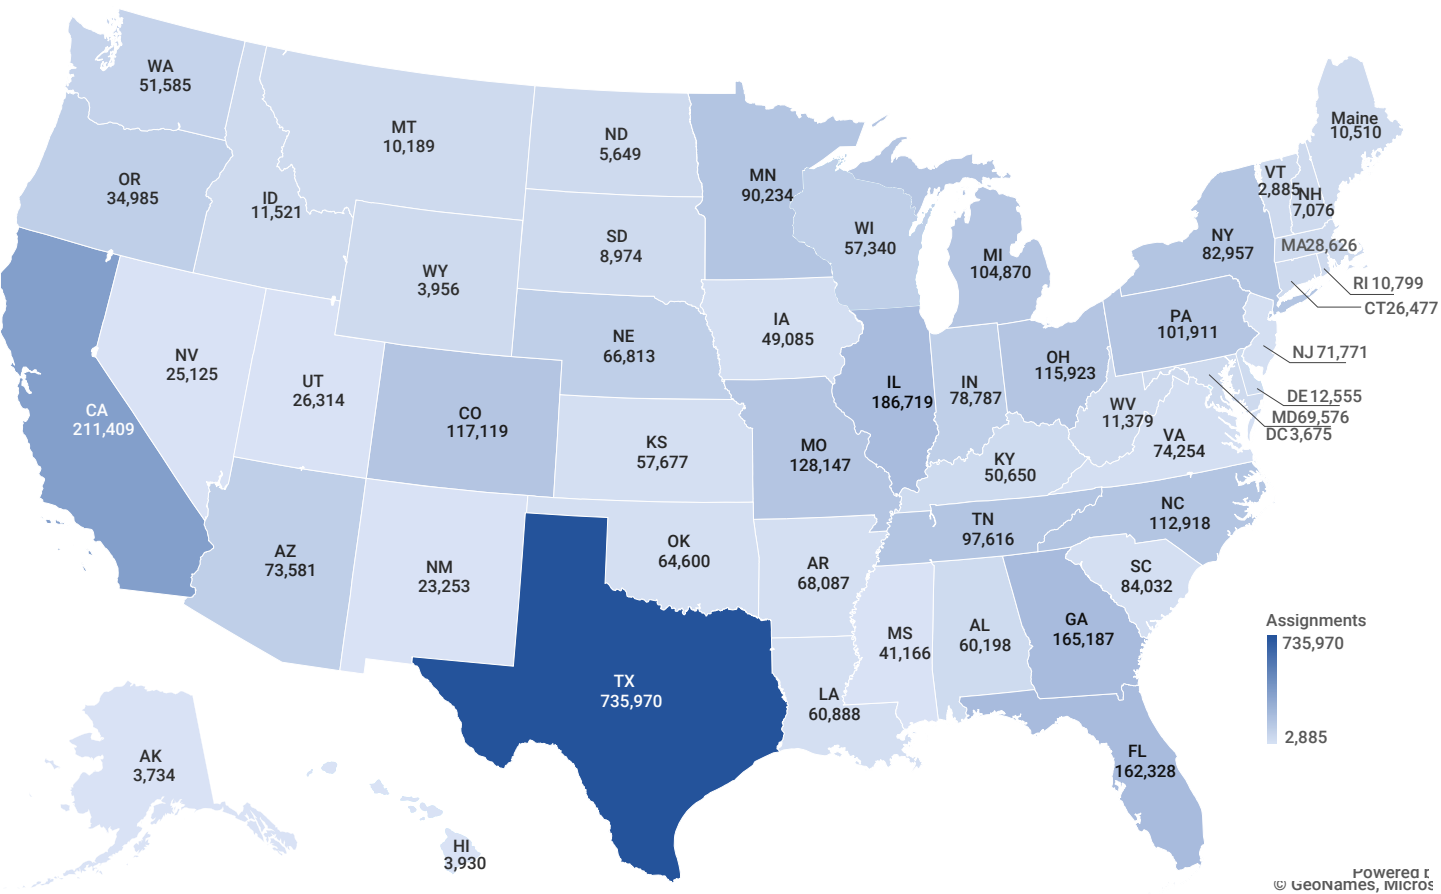 WA
51,585
MT
10,189
ND
5,649
MN
90,234
Maine
10,510
OR
34,985
ID
11,521
VT
2,885
NH
7,076
SD
8,974
WI
57,340
NY
82,957
MA28,626
MI
104,870
WY
3,956
RI 10,799
CT26,477
NE
66,813
IA
49,085
PA
101,911
NV
25,125
UT
26,314
NJ 71,771
OH
115,923
IL
186,719
IN
78,787
DE 12,555
MD69,576
DC3,675
CA
211,409
CO
117,119
WV
11,379
VA
74,254
KS
57,677
MO
128,147
KY
50,650
NC
112,918
TN
97,616
AZ
73,581
NM
23,253
OK
64,600
AR
68,087
SC
84,032
MS
41,166
AL
60,198
GA
165,187
Assignments
735,970
2,885
TX
735,970
LA
60,888
FL
162,328
AK
3,734
HI
3,930
Powered
© GeoNames, Micros